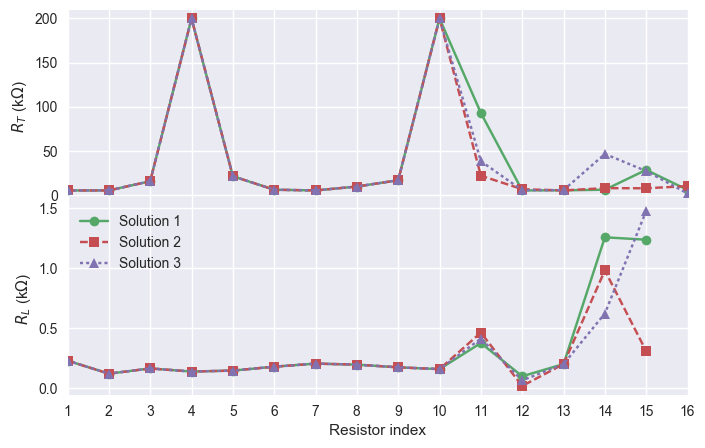 200
150
100
50
0
R_T (kΩ)
1.5
1.0
0.5
0.0
R_L (kΩ)
Solution 1
Solution 2
Solution 3
1 2 3 4 5 6 7 8 9 10 11 12 13 14 15 16
Resistor index